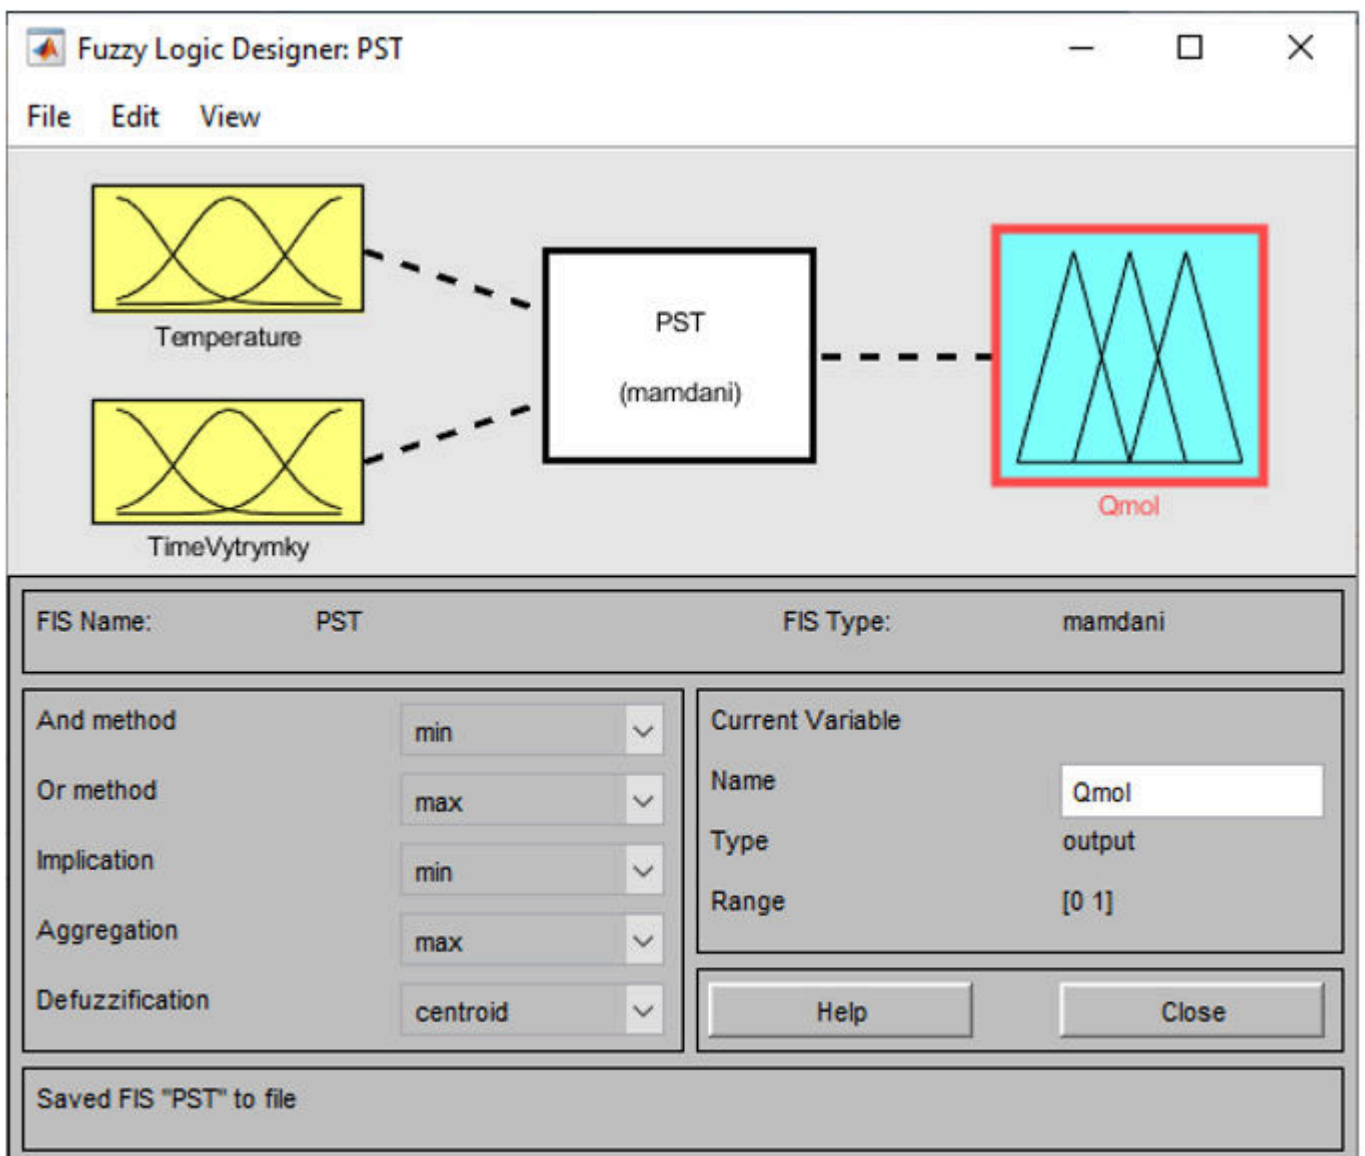 Fuzzy Logic Designer: PST
File Edit View
Temperature
TimeVytrymky
PST
(mamdani)
Qmol
FIS Name: PST FIS Type: mamdani
And method min
Or method max
Implication min
Aggregation max
Defuzzification centroid
Current Variable
Name Qmol
Type output
Range [0 1]
Help Close
Saved FIS "PST" to file